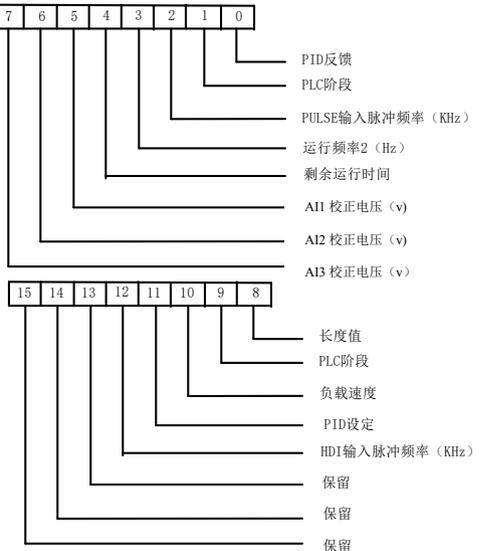 7 6 5 4 3 2 1 0
PID反馈
PLC阶段
PULSE输入脉冲频率（KHz）
运行频率2（Hz）
剩余运行时间
AI1 校正电压（v)
AI2 校正电压（v)
AI3 校正电压（v）
15 14 13 12 11 10 9 8
长度值
PLC阶段
负载速度
PID设定
HDI输入脉冲频率（KHz）
保留
保留
保留